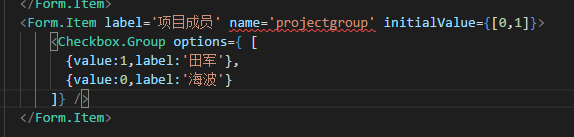 </Form.Item>
<Form.Item label='项目成员' name='projectgroup' initialValue={[0,1]}>
<Checkbox.Group options={ [
{value:1,label:'田军'},
{value:0,label:'海波'}
]} />
</Form.Item>